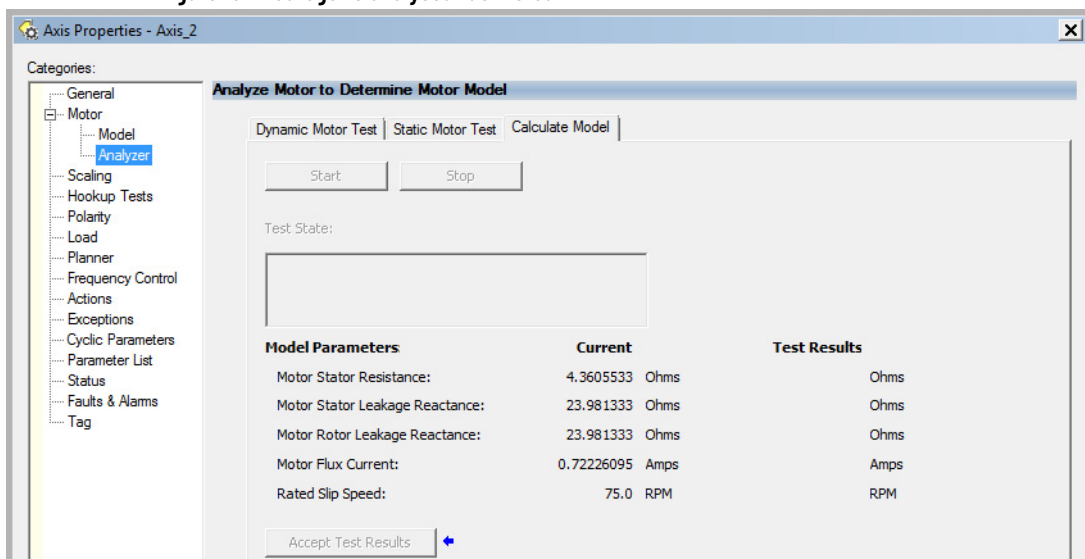 Axis Properties - Axis_2
Categories:
General
Motor
Model
Analyzer
Scaling
Hookup Tests
Polarity
Load
Planner
Frequency Control
Actions
Exceptions
Cyclic Parameters
Parameter List
Status
Faults & Alarms
Tag
Analyze Motor to Determine Motor Model
Dynamic Motor Test Static Motor Test Calculate Model
Start Stop
Test State:
Model Parameters Current Test Results
Motor Stator Resistance: 4.3605533 Ohms Ohms
Motor Stator Leakage Reactance: 23.981333 Ohms Ohms
Motor Rotor Leakage Reactance: 23.981333 Ohms Ohms
Motor Flux Current: 0.72226095 Amps Amps
Rated Slip Speed: 75.0 RPM RPM
Accept Test Results